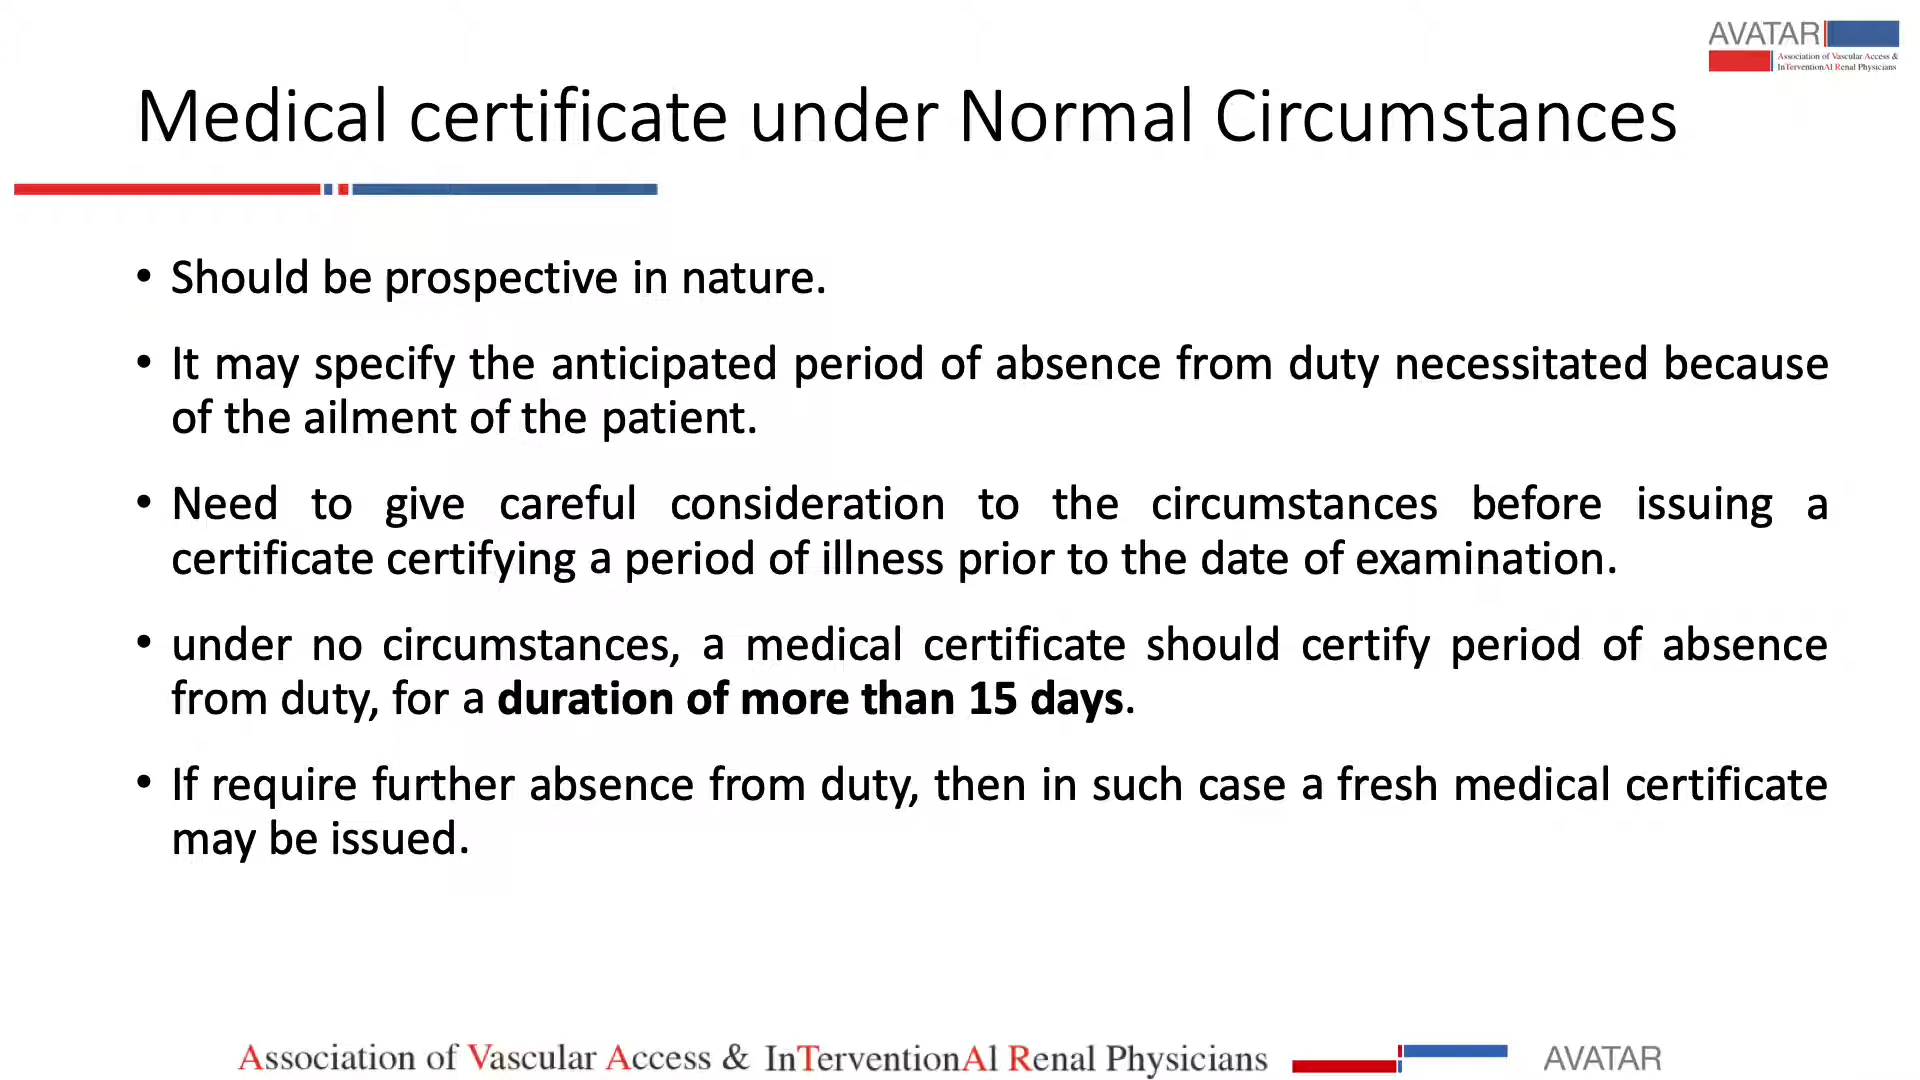 AVATAR
Association of Vascular Access &
InTerventionAl Renal Physicians
Medical certificate under Normal Circumstances
• Should be prospective in nature.
• It may specify the anticipated period of absence from duty necessitated because
of the ailment of the patient.
• Need to give careful consideration to the circumstances before issuing a
certificate certifying a period of illness prior to the date of examination.
• under no circumstances, a medical certificate should certify period of absence
from duty, for a duration of more than 15 days.
• If require further absence from duty, then in such case a fresh medical certificate
may be issued.
Association of Vascular Access & InTerventionAl Renal Physicians AVATAR